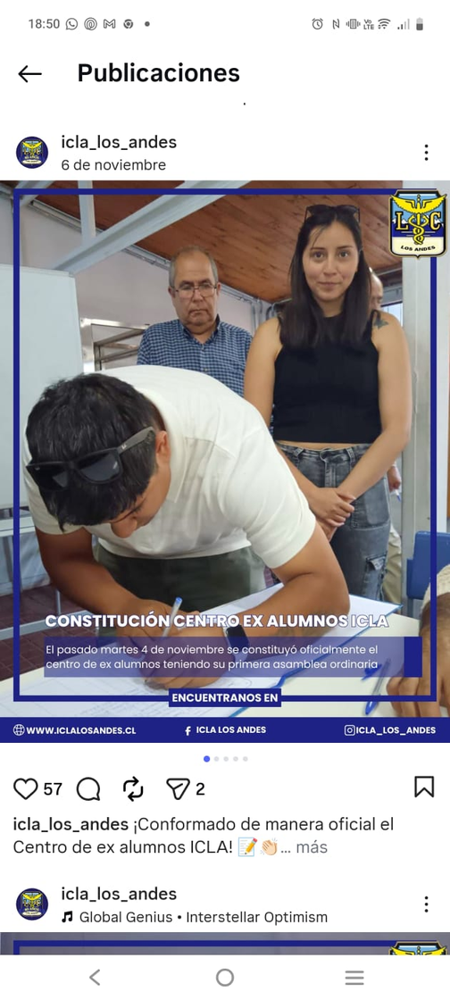 18:50
Vo
LTE
Publicaciones
icla_los_andes
6 de noviembre
L C
LOS ANDES
CONSTITUCIÓN CENTRO EX ALUMNOS ICLA
El pasado martes 4 de noviembre se constituyó oficialmente el
centro de ex alumnos teniendo su primera asamblea ordinaria
ENCUENTRANOS EN
WWW.ICLALOSANDES.CL
ICLA LOS ANDES
ICLA_LOS_ANDES
57
2
icla_los_andes ¡Conformado de manera oficial el
Centro de ex alumnos ICLA! 📝👏🏻... más
icla_los_andes
Global Genius • Interstellar Optimism